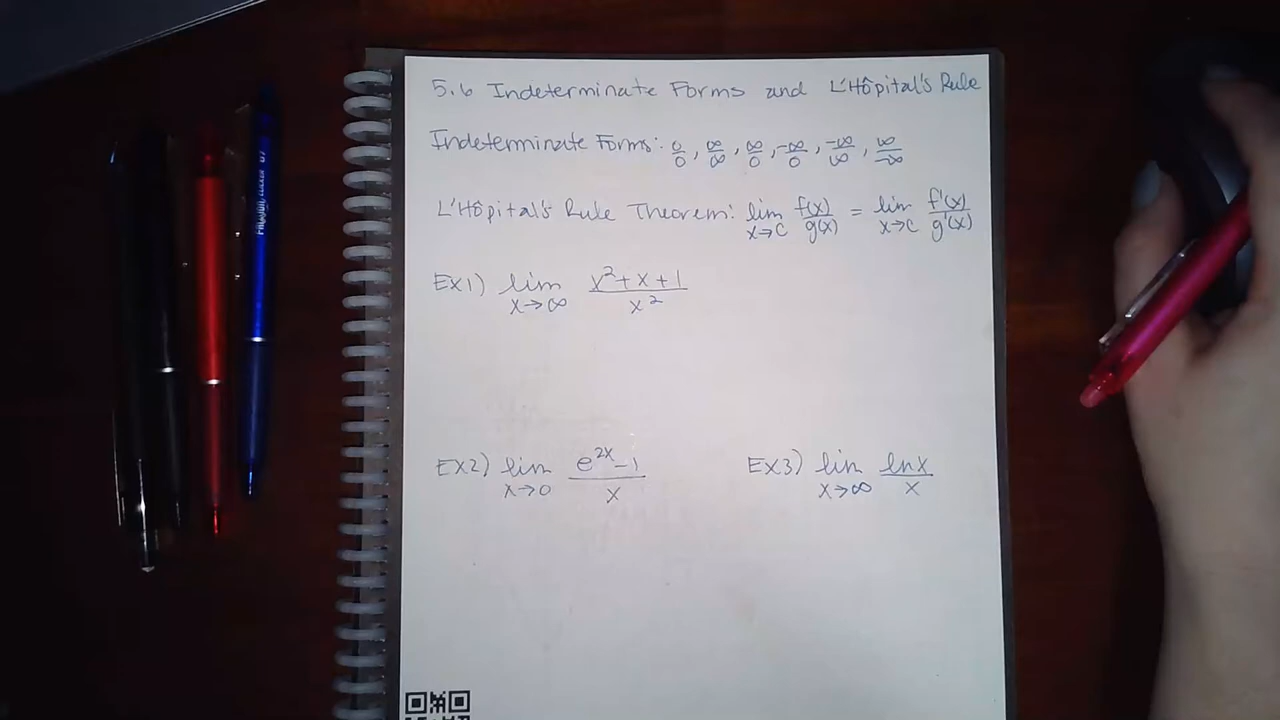 5.6 Indeterminate Forms and L'Hôpital's Rule
Indeterminate Forms: 0/0, ∞/∞, ∞/0, -∞/0, -∞/∞, ∞/-∞
L'Hôpital's Rule Theorem: lim x→c f(x)/g(x) = lim x→c f'(x)/g'(x)
EX1) lim x→∞ (x²+x+1)/x²
EX2) lim x→0 (e^(2x)-1)/x
EX3) lim x→∞ lnx/x